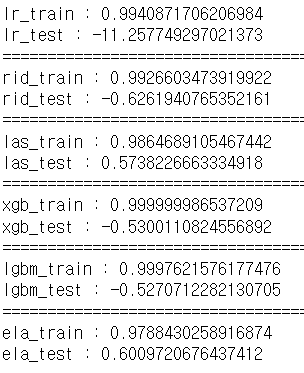 lr_train : 0.9940871706206984
lr_test : -11.257749297021373
========================================
rid_train : 0.9926603473919922
rid_test : -0.6261940765352161
========================================
las_train : 0.9864689105467442
las_test : 0.5738226663334918
========================================
xgb_train : 0.999999986537209
xgb_test : -0.5300110824556892
========================================
lgbm_train : 0.9997621576177476
lgbm_test : -0.5270712282130705
========================================
ela_train : 0.9788430258916874
ela_test : 0.6009720676437412